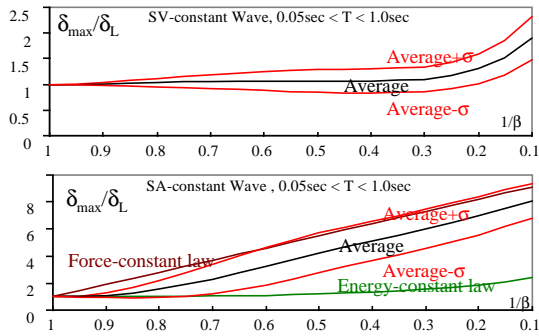 δmax/δL
SV-constant Wave, 0.05sec < T < 1.0sec
2.5
2
1.5
1
0.5
0
Average+σ
Average
Average-σ
1/β
1 0.9 0.8 0.7 0.6 0.5 0.4 0.3 0.2 0.1
δmax/δL
SA-constant Wave , 0.05sec < T < 1.0sec
8
6
4
2
0
Average+σ
Force-constant law
Average
Average-σ
Energy-constant law
1/β
1 0.9 0.8 0.7 0.6 0.5 0.4 0.3 0.2 0.1